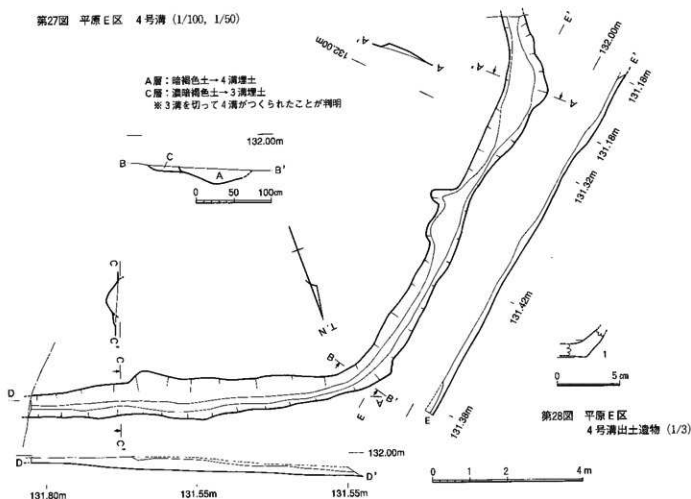 第27図 平原E区 4号溝 (1/100, 1/50)
A層：暗褐色土→4溝埋土
C層：濃暗褐色土→3溝埋土
※3溝を切って4溝がつくられたことが判明
132.00m
B
C
B'
A
0 50 100cm
132.00m
A'
A
A'
A
E'
132.00m
E'
131.18m
131.18m
131.32m
131.42m
131.38m
E
T.N
C
C'
C
C'
B
B'
E
D
D
D'
132.00m
131.80m
131.55m
131.55m
1
0 5cm
第28図 平原E区
4号溝出土遺物 (1/3)
0 1 2 4m